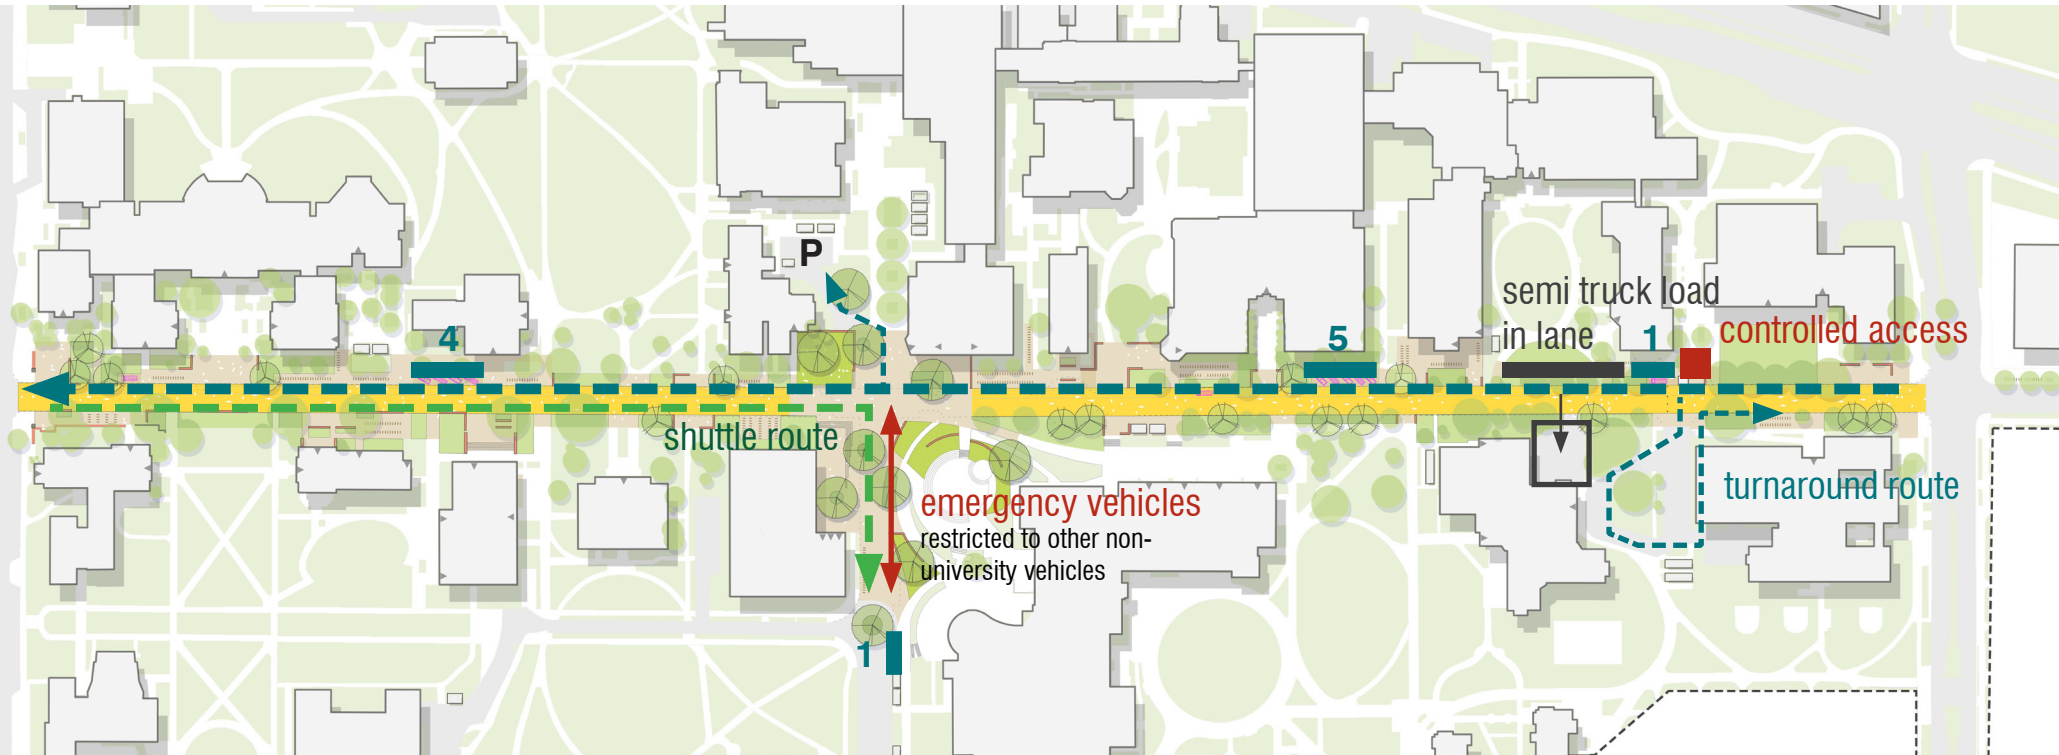 P
semi truck load
in lane
4
5
1
controlled access
shuttle route
emergency vehicles
restricted to other non-
university vehicles
turnaround route
1